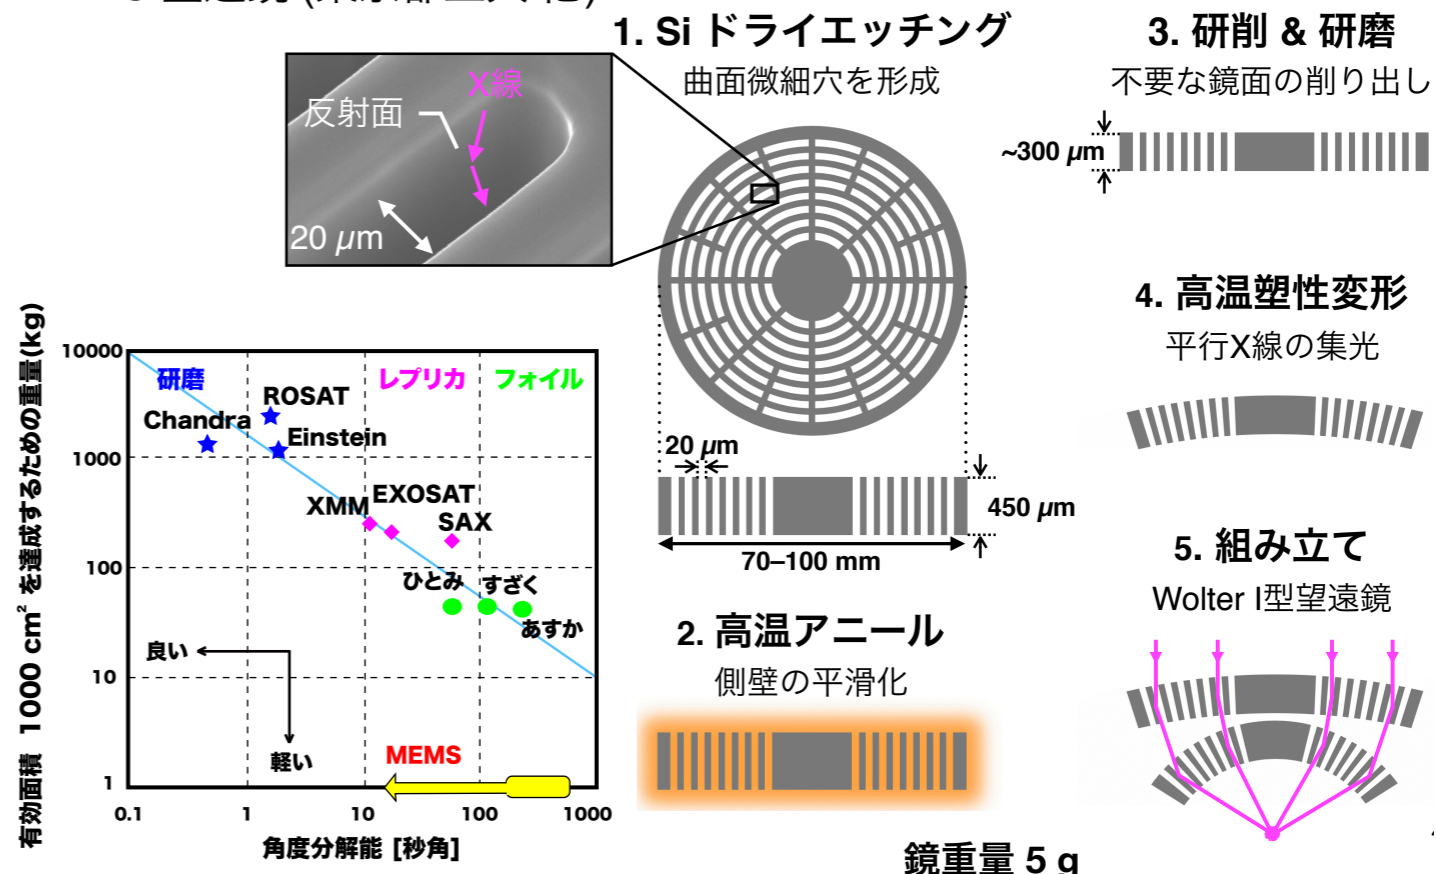 1. Si ドライエッチング
曲面微細穴を形成
X線
反射面
20 μm
20 μm
450 μm
70–100 mm
2. 高温アニール
側壁の平滑化
3. 研削 & 研磨
不要な鏡面の削り出し
~300 μm
4. 高温塑性変形
平行X線の集光
5. 組み立て
Wolter I型望遠鏡
鏡重量 5 g
有効面積 1000 cm² を達成するための重量(kg)
10000
1000
100
10
1
研磨
レプリカ
フォイル
ROSAT
Chandra
Einstein
XMM
EXOSAT
SAX
ひとみ
すざく
あすか
良い
軽い
MEMS
0.1
1
10
100
1000
角度分解能 [秒角]